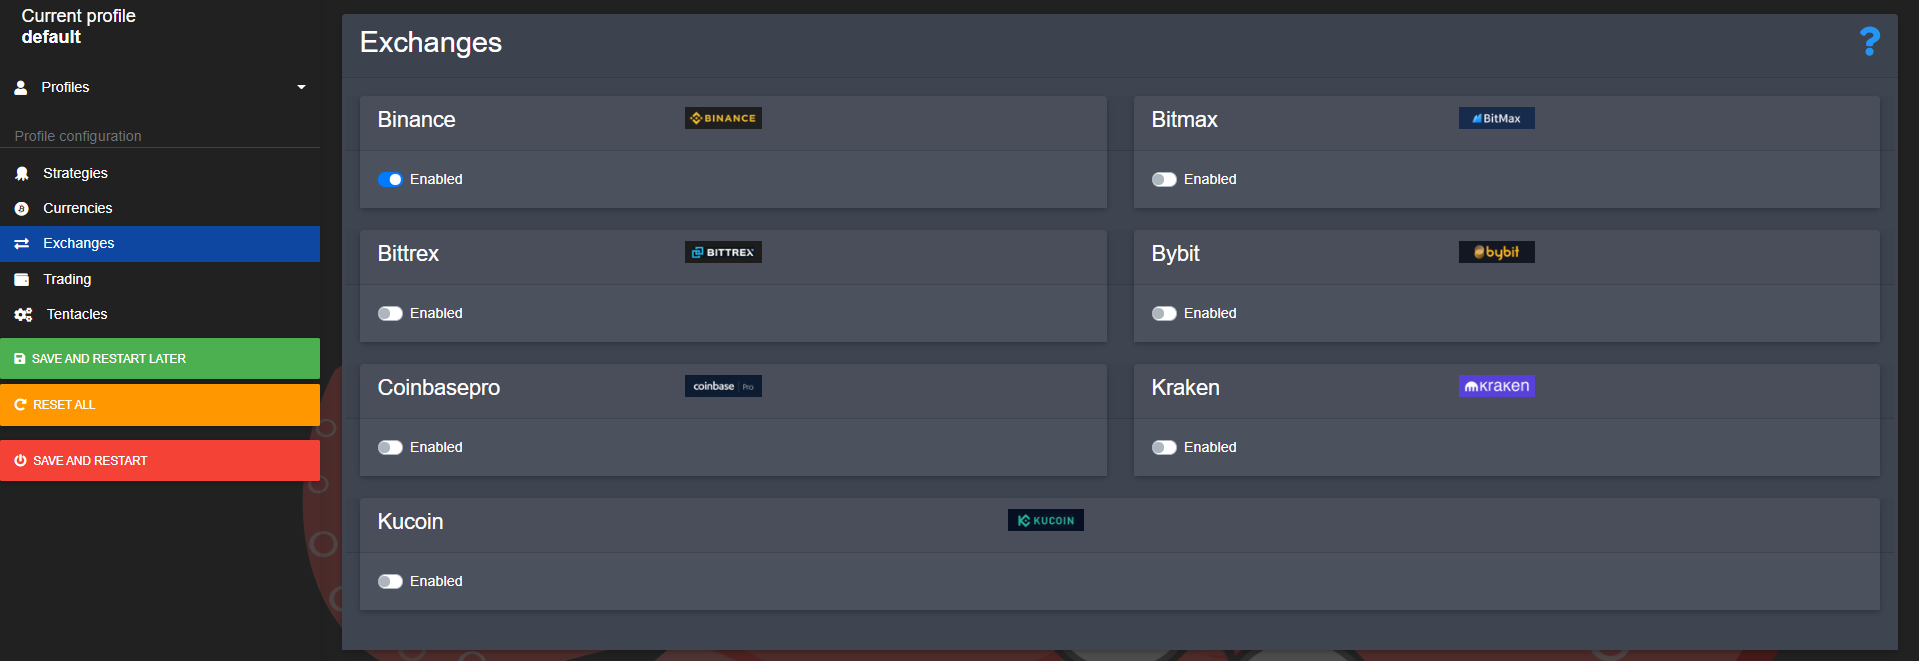 Current profile
default
Profiles
Profile configuration
Strategies
Currencies
Exchanges
Trading
Tentacles
SAVE AND RESTART LATER
RESET ALL
SAVE AND RESTART
Exchanges
?
Binance
BINANCE
Enabled
Bitmax
BitMax
Enabled
Bittrex
BITTREX
Enabled
Bybit
bybit
Enabled
Coinbasepro
coinbase Pro
Enabled
Kraken
kraken
Enabled
Kucoin
KUCOIN
Enabled